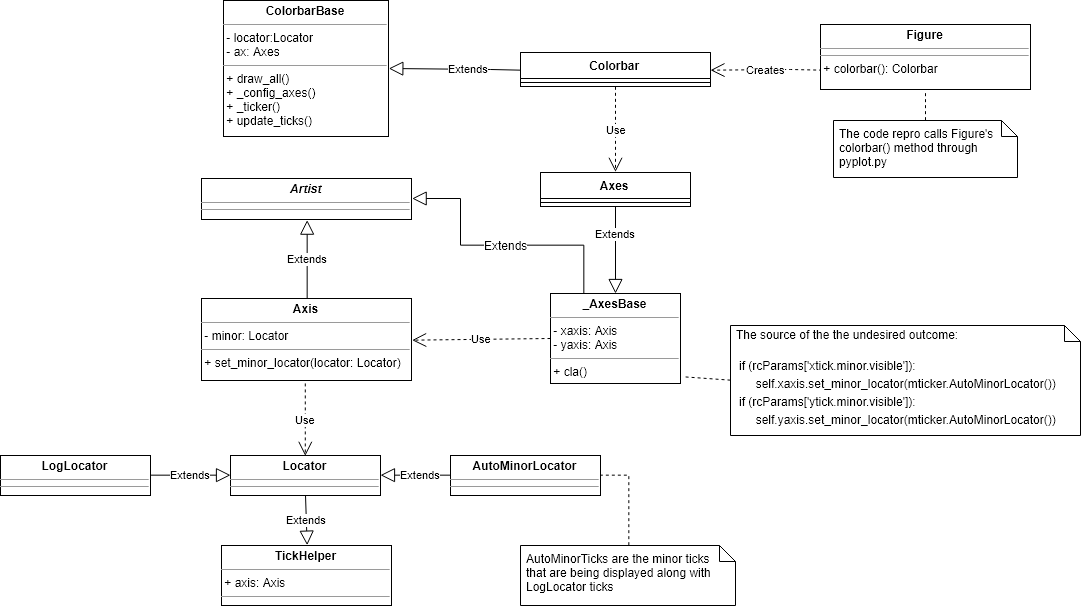 ColorbarBase
- locator:Locator
- ax: Axes
+ draw_all()
+ _config_axes()
+ _ticker()
+ update_ticks()
Extends
Colorbar
Creates
Figure
+ colorbar(): Colorbar
The code repro calls Figure's
colorbar() method through
pyplot.py
Use
Axes
Artist
Extends
Extends
Extends
Axis
- minor: Locator
+ set_minor_locator(locator: Locator)
Use
_AxesBase
- xaxis: Axis
- yaxis: Axis
+ cla()
The source of the the undesired outcome:
if (rcParams['xtick.minor.visible']):
self.xaxis.set_minor_locator(mticker.AutoMinorLocator())
if (rcParams['ytick.minor.visible']):
self.yaxis.set_minor_locator(mticker.AutoMinorLocator())
Use
LogLocator
Extends
Locator
Extends
AutoMinorLocator
Extends
TickHelper
+ axis: Axis
AutoMinorTicks are the minor ticks
that are being displayed along with
LogLocator ticks